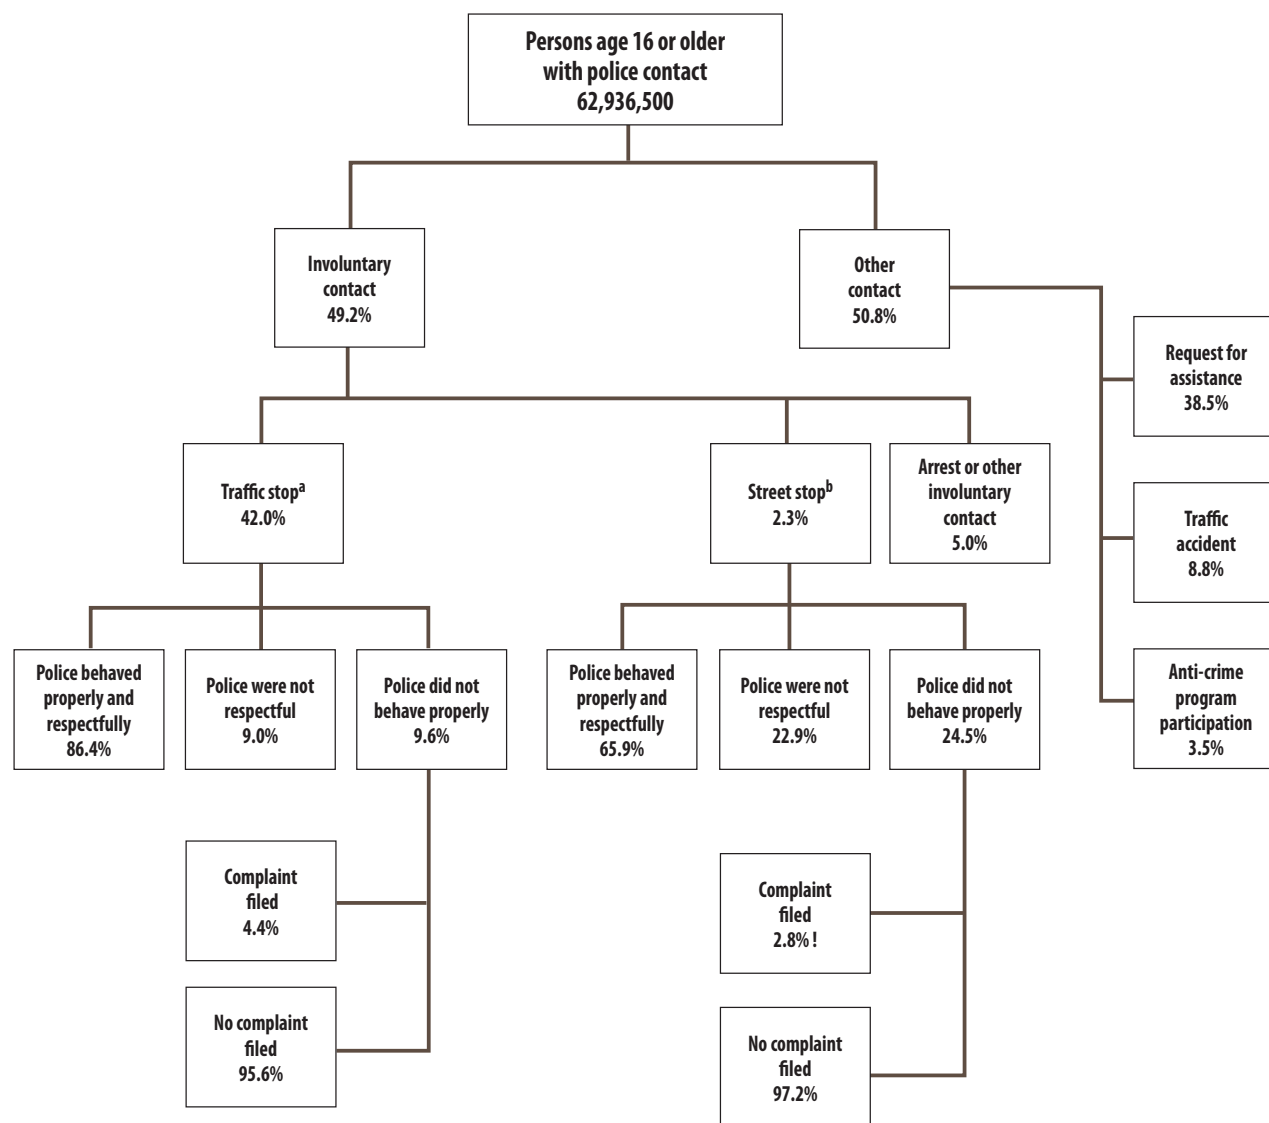 Persons age 16 or older
with police contact
62,936,500
Involuntary
contact
49.2%
Other
contact
50.8%
Request for
assistance
38.5%
Traffic
accident
8.8%
Anti-crime
program
participation
3.5%
Traffic stopᵃ
42.0%
Street stopᵇ
2.3%
Arrest or other
involuntary
contact
5.0%
Police behaved
properly and
respectfully
86.4%
Police were not
respectful
9.0%
Police did not
behave properly
9.6%
Police behaved
properly and
respectfully
65.9%
Police were not
respectful
22.9%
Police did not
behave properly
24.5%
Complaint
filed
4.4%
No complaint
filed
95.6%
Complaint
filed
2.8% !
No complaint
filed
97.2%